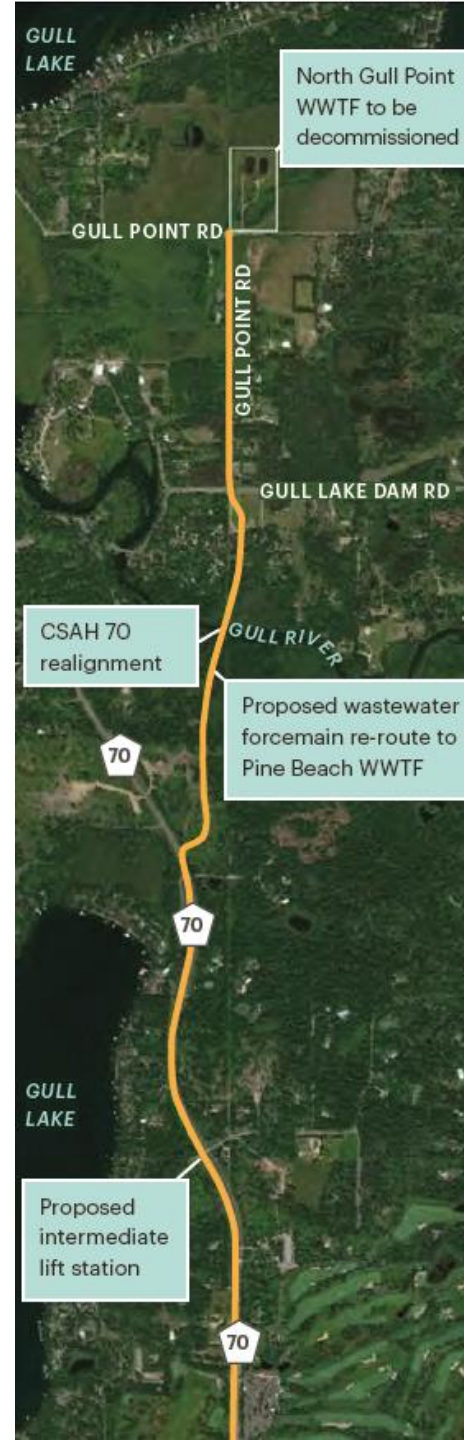 GULL
LAKE
North Gull Point
WWTF to be
decommissioned
GULL POINT RD
GULL POINT RD
GULL LAKE DAM RD
CSAH 70
realignment
GULL RIVER
Proposed wastewater
forcemain re-route to
Pine Beach WWTF
70
70
GULL
LAKE
Proposed
intermediate
lift station
70